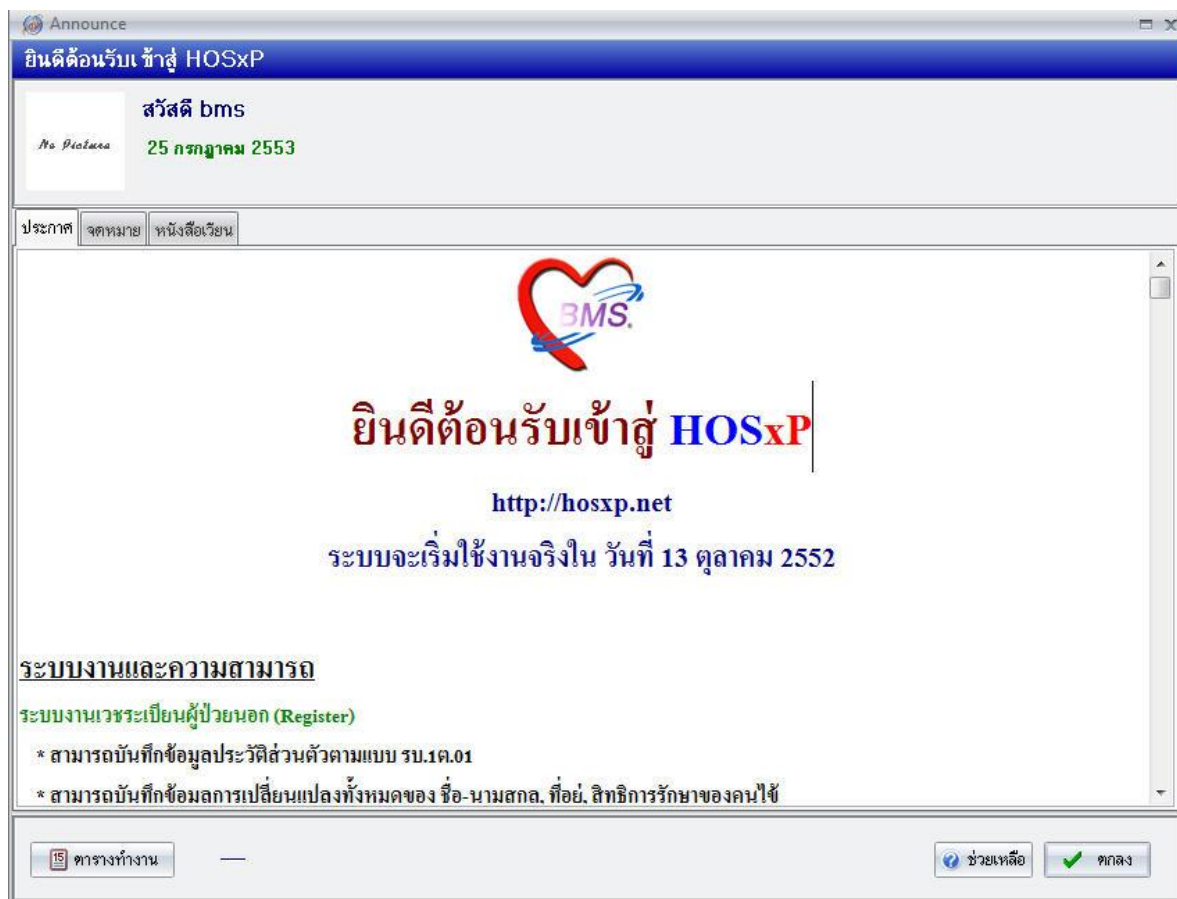 Announce
ยินดีต้อนรับเข้าสู่ HOSxP
สวัสดี bms
No Picture
25 กรกฎาคม 2553
ประกาศ จดหมาย หนังสือเวียน
BMS.
ยินดีต้อนรับเข้าสู่ HOSxP
http://hosxp.net
ระบบจะเริ่มใช้งานจริงใน วันที่ 13 ตุลาคม 2552
ระบบงานและความสามารถ
ระบบงานเวชระเบียนผู้ป่วยนอก (Register)
* สามารถบันทึกข้อมูลประวัติส่วนตัวตามแบบ รบ.1ต.01
* สามารถบันทึกข้อมูลการเปลี่ยนแปลงทั้งหมดของ ชื่อ-นามสกุล, ที่อยู่, สิทธิการรักษาของคนไข้
15 ตารางทำงาน
ช่วยเหลือ ตกลง